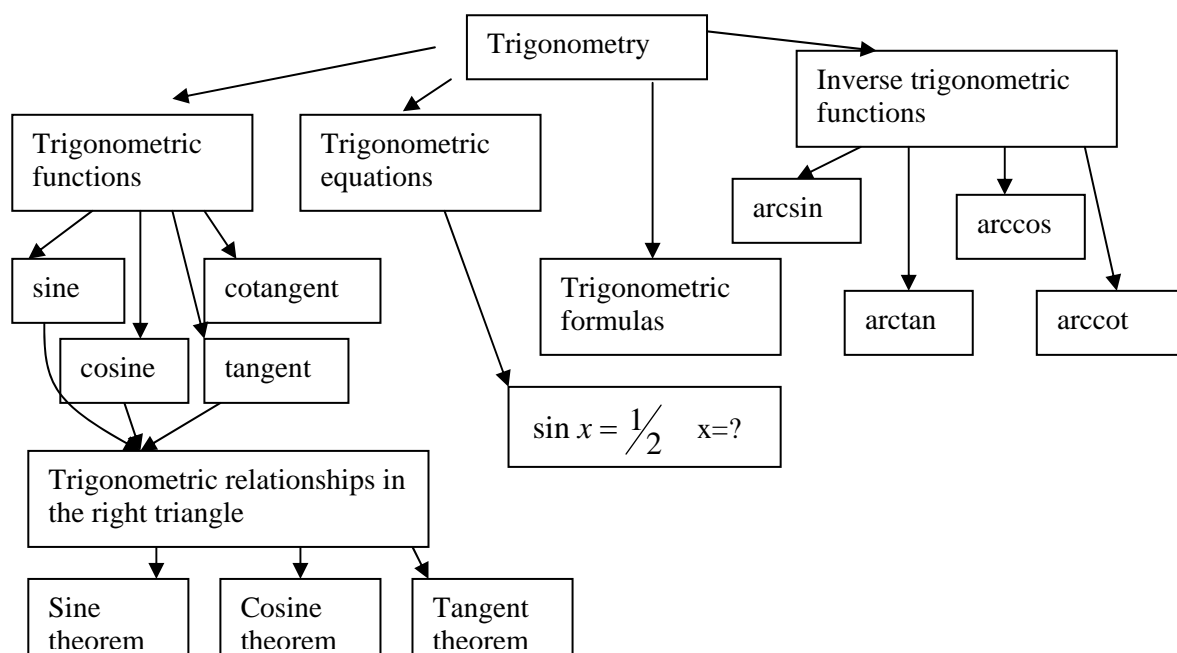 Trigonometry
Inverse trigonometric
functions
Trigonometric
functions
Trigonometric
equations
arcsin
arccos
sine
cotangent
Trigonometric
formulas
arctan
arccot
cosine
tangent
sin x = 1/2 x=?
Trigonometric relationships in
the right triangle
Sine
theorem
Cosine
theorem
Tangent
theorem